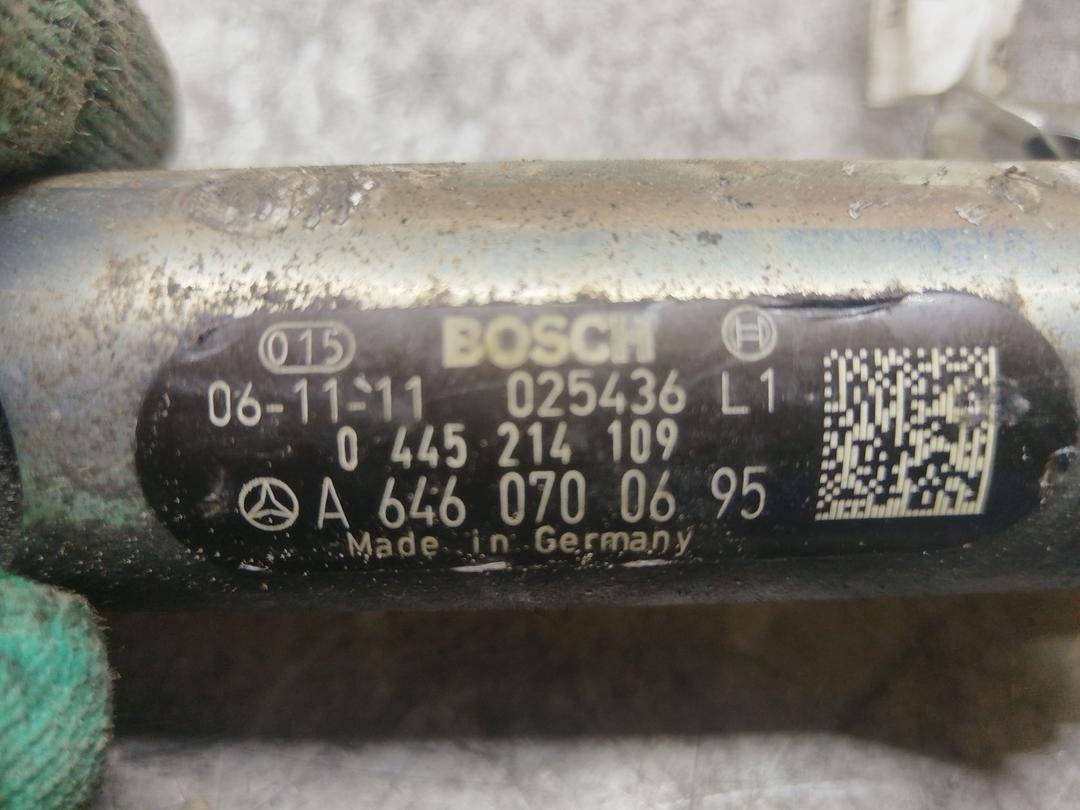 015 BOSCH
06-11-11 025436 L1
0 445 214 109
A 646 070 06 95
Made in Germany